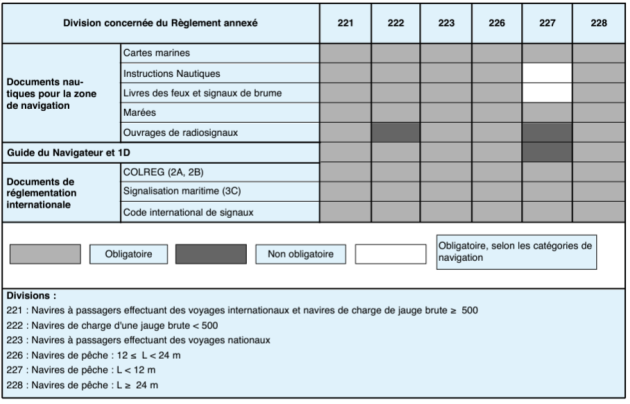 Division concernée du Règlement annexé 221 222 223 226 227 228
Documents nau-
tiques pour la zone
de navigation
Cartes marines
Instructions Nautiques
Livres des feux et signaux de brume
Marées
Ouvrages de radiosignaux
Guide du Navigateur et 1D
Documents de
réglementation
internationale
COLREG (2A, 2B)
Signalisation maritime (3C)
Code international de signaux
Obligatoire
Non obligatoire
Obligatoire, selon les catégories de
navigation
Divisions :
221 : Navires à passagers effectuant des voyages internationaux et navires de charge de jauge brute ≥ 500
222 : Navires de charge d'une jauge brute < 500
223 : Navires à passagers effectuant des voyages nationaux
226 : Navires de pêche : 12 ≤ L < 24 m
227 : Navires de pêche : L < 12 m
228 : Navires de pêche : L ≥ 24 m